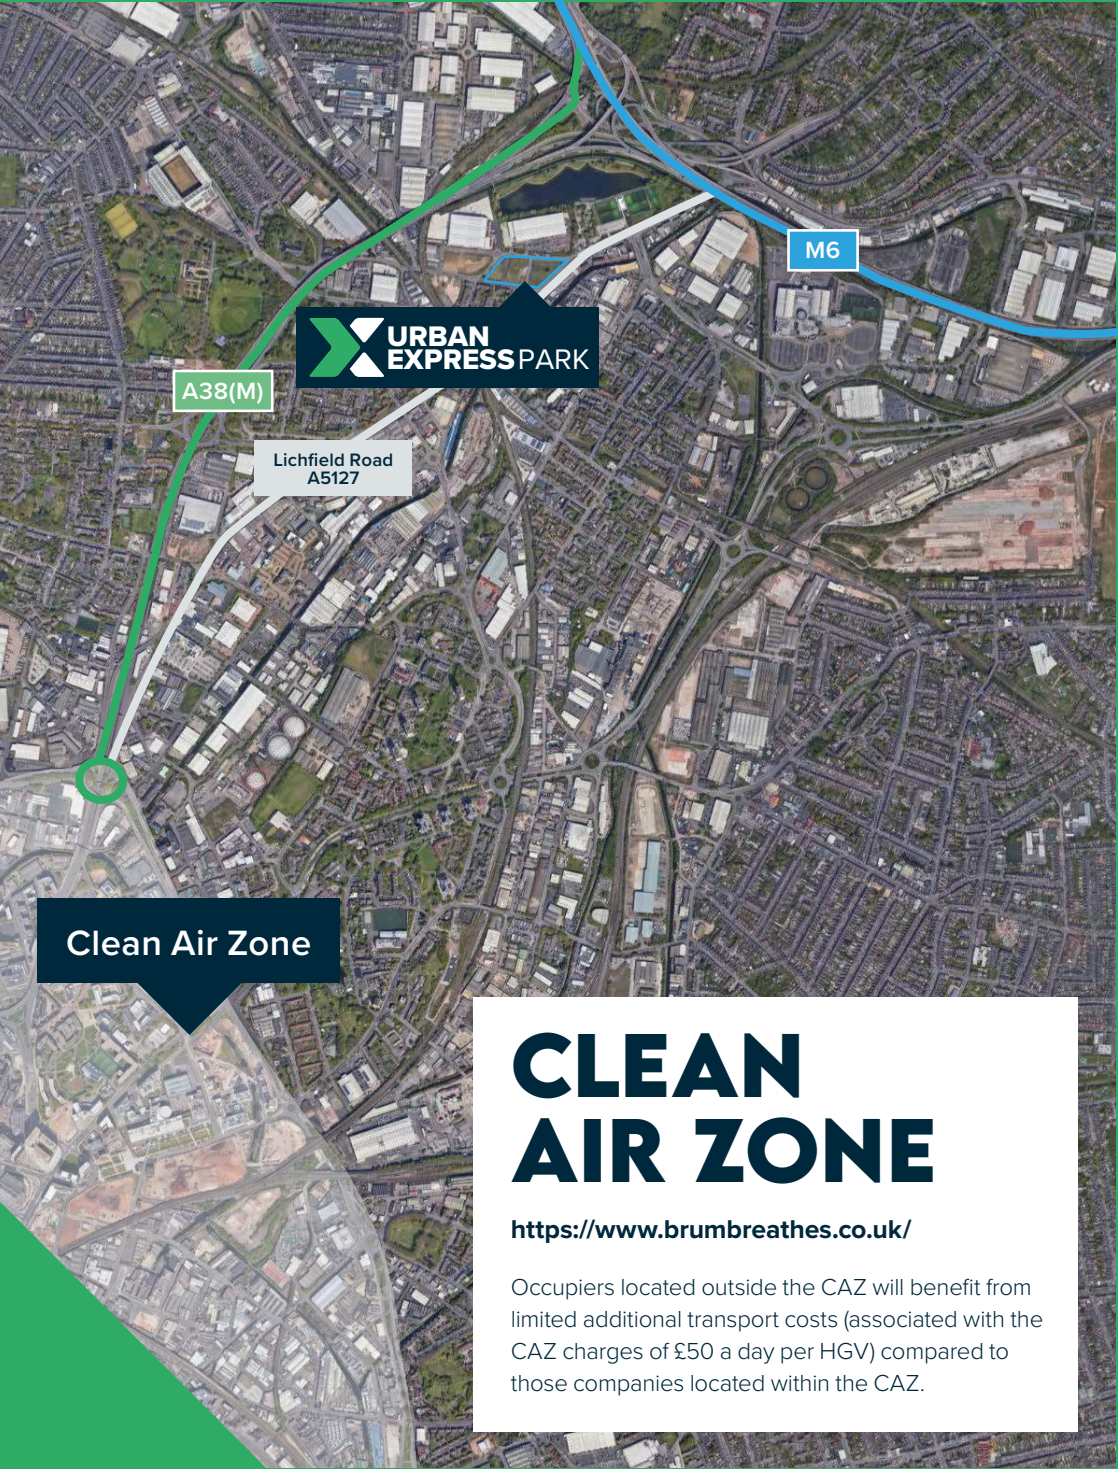 M6
URBAN
EXPRESS PARK
A38(M)
Lichfield Road
A5127
Clean Air Zone
CLEAN
AIR ZONE
https://www.brumbreathes.co.uk/
Occupiers located outside the CAZ will benefit from
limited additional transport costs (associated with the
CAZ charges of £50 a day per HGV) compared to
those companies located within the CAZ.